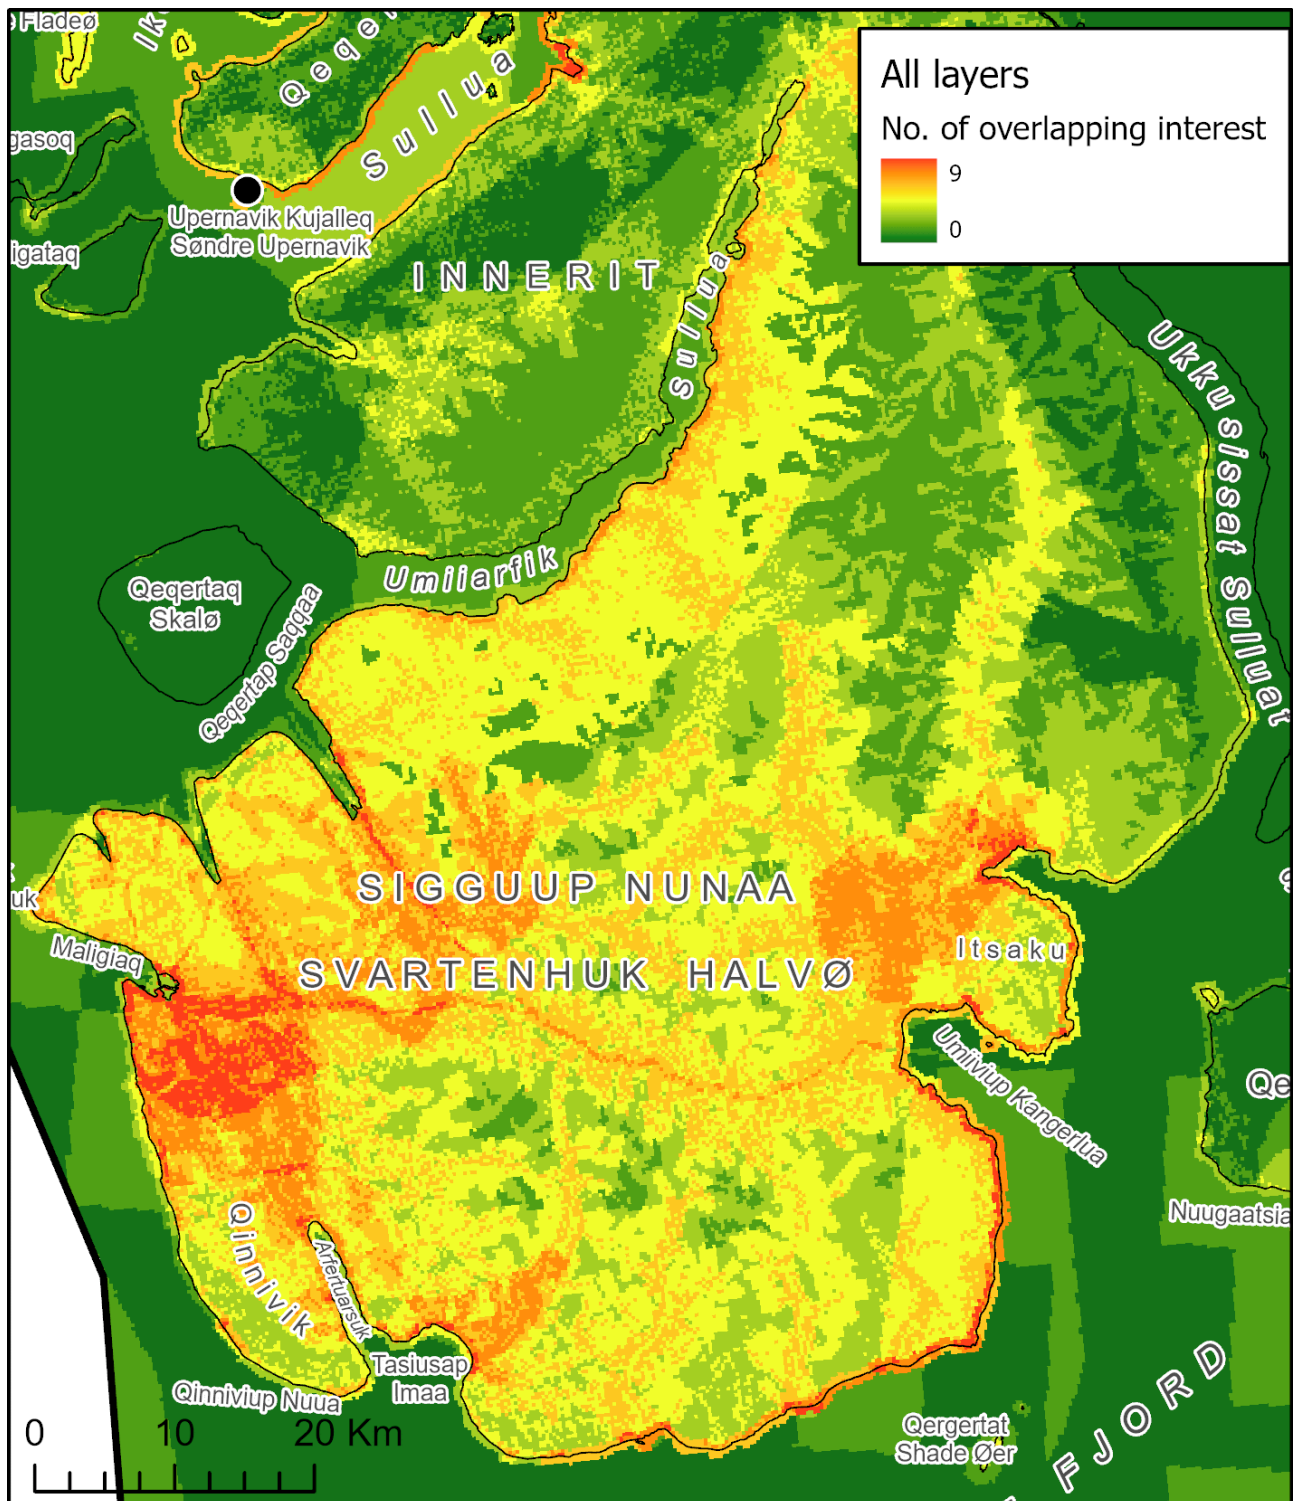 Fladeø
Ik
Qeqe
Sullua
All layers
No. of overlapping interest
9
0
gasoq
igataq
Upernavik Kujalleq
Søndre Upernavik
INNERIT
Sullua
Ukkusissat Sulluat
Umiiarfik
Qeqertaq
Skalø
Qeqertap Saqqaa
SIGGUUP NUNAA
uk
Maligiaq
Itsaku
SVARTENHUK HALVØ
Umiiviup Kangerlua
Qe
Nuugaatsia
Qinnivik
Arfertuarsuk
Tasiusap
Imaa
Qinniviup Nuua
Qergertat
Shade Øer
FJORD
0 10 20 Km